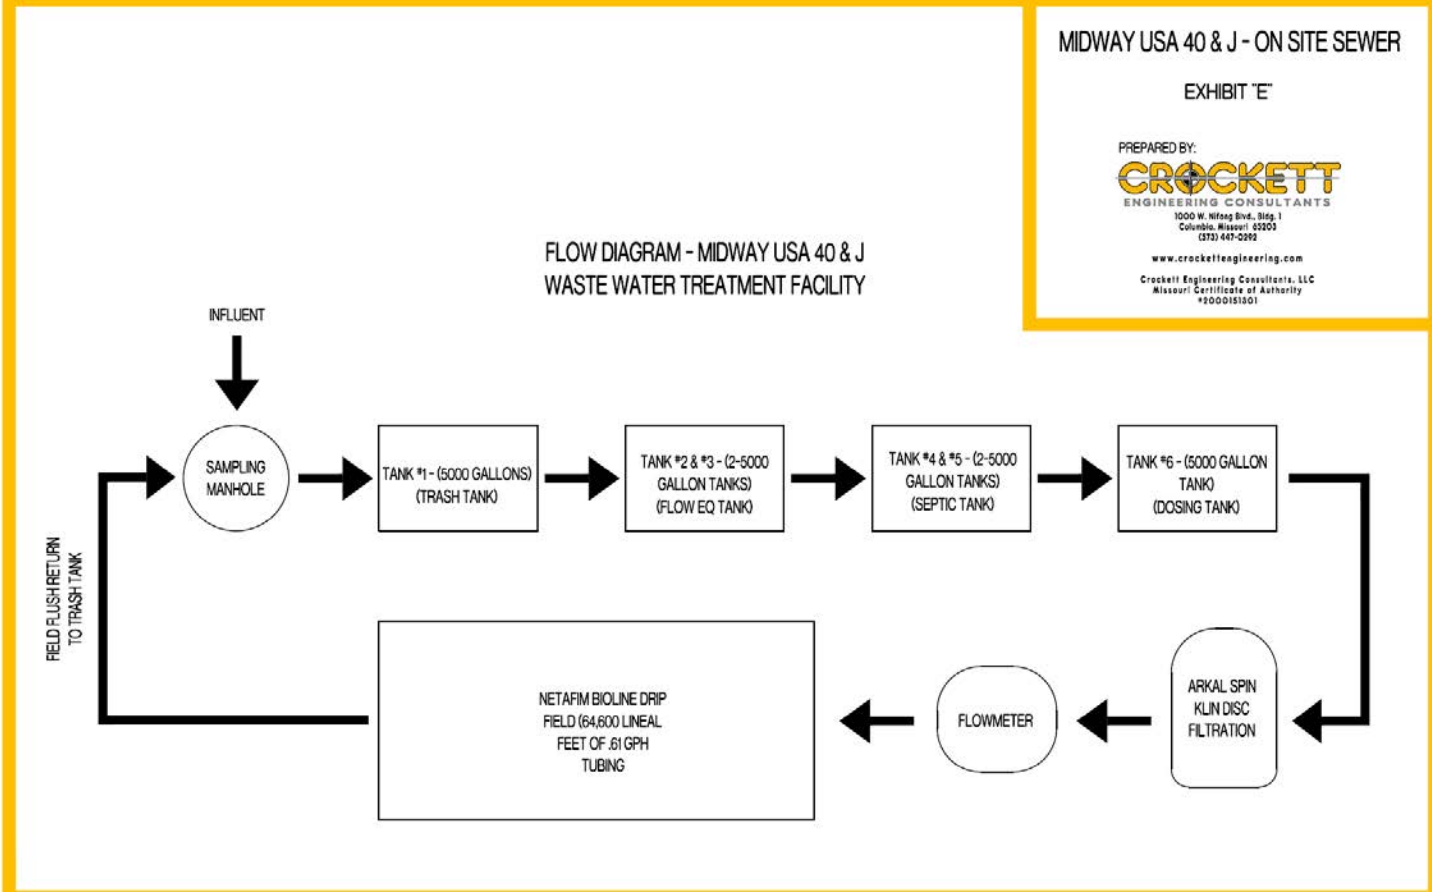 MIDWAY USA 40 & J - ON SITE SEWER
EXHIBIT "E"
PREPARED BY:
CROCKETT
ENGINEERING CONSULTANTS
1000 W. Nifong Blvd., Bldg. 1
Columbia, Missouri 65203
(573) 447-0292
www.crockettengineering.com
Crockett Engineering Consultants, LLC
Missouri Certificate of Authority
#2000151301
FLOW DIAGRAM - MIDWAY USA 40 & J
WASTE WATER TREATMENT FACILITY
INFLUENT
SAMPLING
MANHOLE
TANK #1 - (5000 GALLONS)
(TRASH TANK)
TANK #2 & #3 - (2-5000
GALLON TANKS)
(FLOW EQ TANK)
TANK #4 & #5 - (2-5000
GALLON TANKS)
(SEPTIC TANK)
TANK #6 - (5000 GALLON
TANK)
(DOSING TANK)
ARKAL SPIN
KLIN DISC
FILTRATION
FLOWMETER
NETAFIM BIOLINE DRIP
FIELD (64,600 LINEAL
FEET OF .61 GPH
TUBING
FIELD FLUSH RETURN
TO TRASH TANK